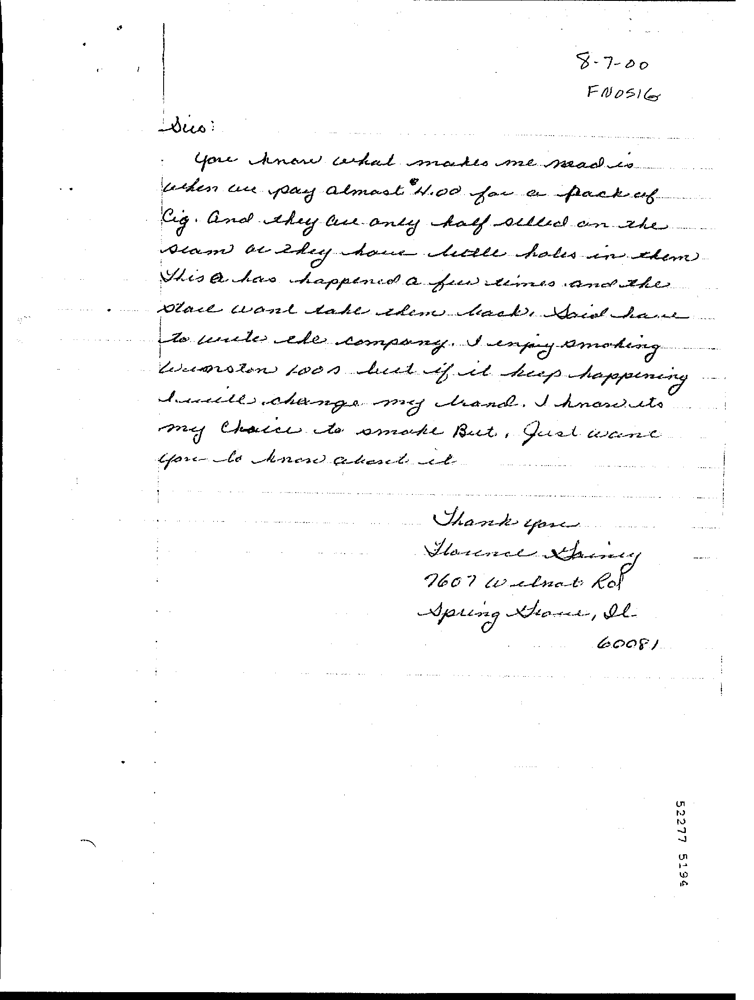 8-7-00
FN0516
Sirs:
You know what makes me mad is
when we pay almost $4.00 for a pack of
Cig. and they are only half selled on the
seam or they have little holes in them
This has happened a few times and the
store wont take them back. Said have
to write the company. I enjoy smoking
Winston 100s but if it keep happening
I will change my brand. I know its
my choice to smoke But, Just want
you to know about it
Thank you
Florence
7607 Wilnot Rd
Spring Grove, Il.
60081
52277 5194